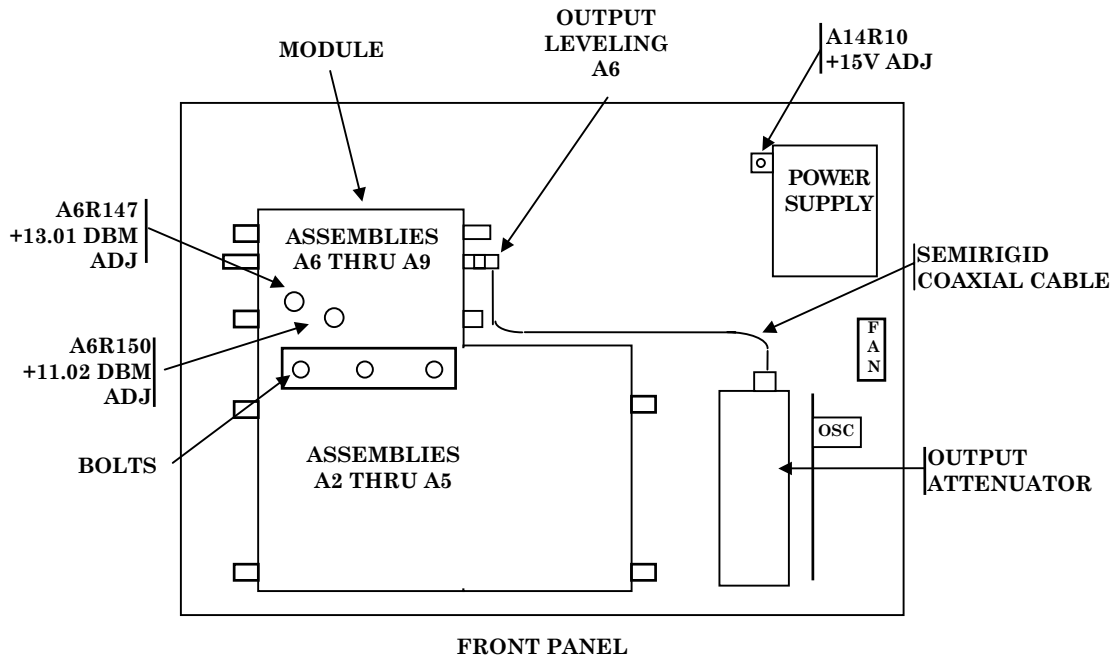 OUTPUT
LEVELING
A6
MODULE
A14R10
+15V ADJ
POWER
SUPPLY
A6R147
+13.01 DBM
ADJ
ASSEMBLIES
A6 THRU A9
SEMIRIGID
COAXIAL CABLE
FAN
A6R150
+11.02 DBM
ADJ
OSC
BOLTS
ASSEMBLIES
A2 THRU A5
OUTPUT
ATTENUATOR
FRONT PANEL